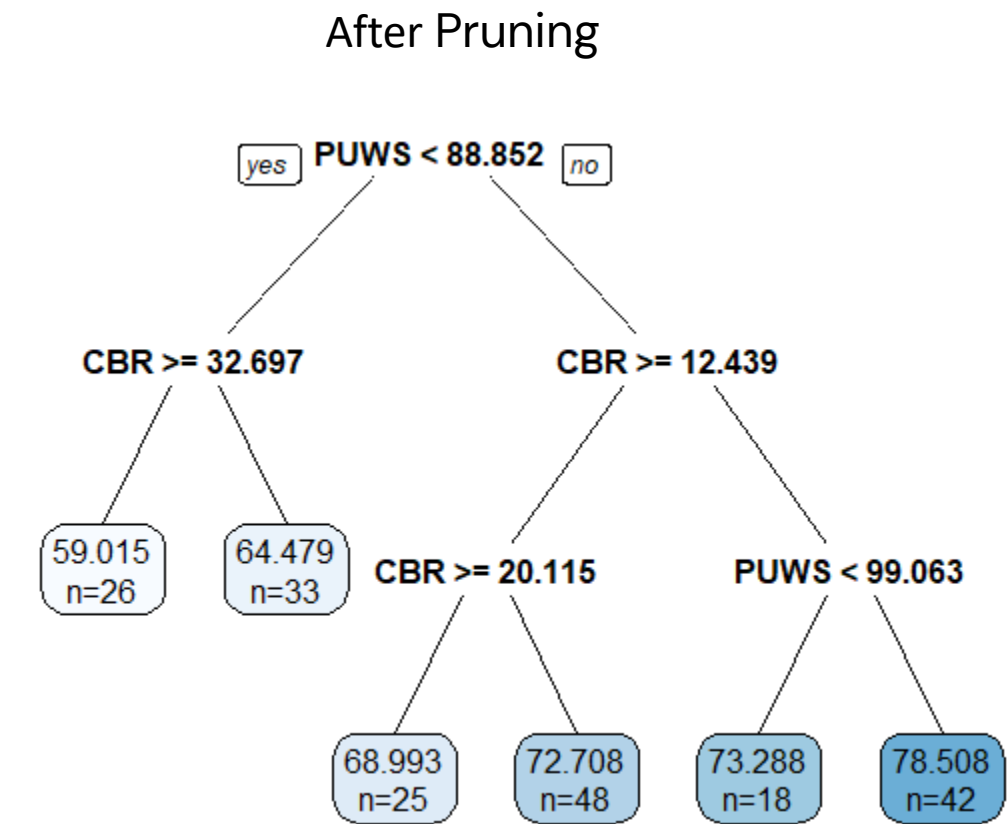 After Pruning
yes PUWS < 88.852 no
CBR >= 32.697 CBR >= 12.439
59.015
n=26
64.479
n=33
CBR >= 20.115 PUWS < 99.063
68.993
n=25
72.708
n=48
73.288
n=18
78.508
n=42